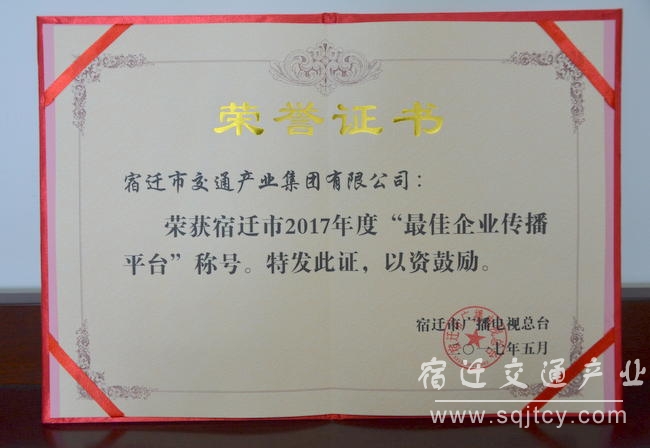 荣誉证书
宿迁市交通产业集团有限公司：
荣获宿迁市2017年度“最佳企业传播
平台”称号。特发此证，以资鼓励。
宿迁市广播电视总台
二〇一七年五月
宿迁交通产业
www.sqjtcy.com